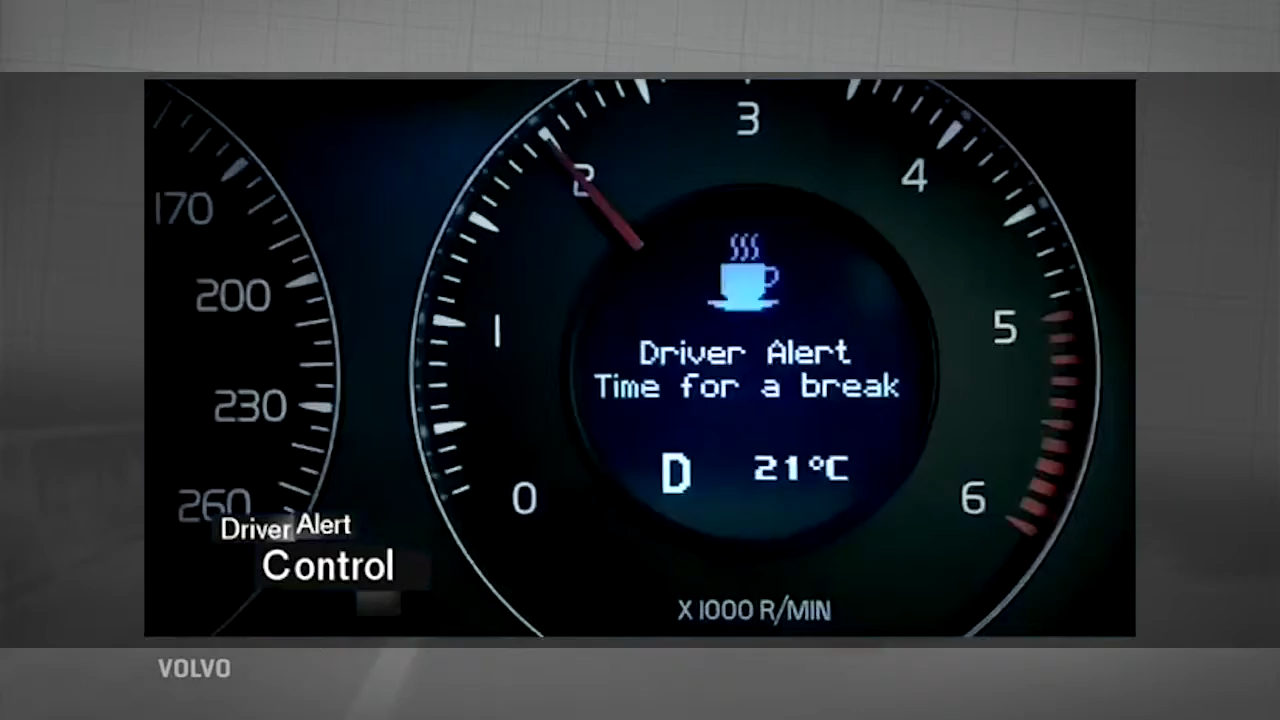 3
2
4
170
200
1
5
Driver Alert
Time for a break
230
D 21°C
260
0
6
Driver Alert
Control
X 1000 R/MIN
VOLVO